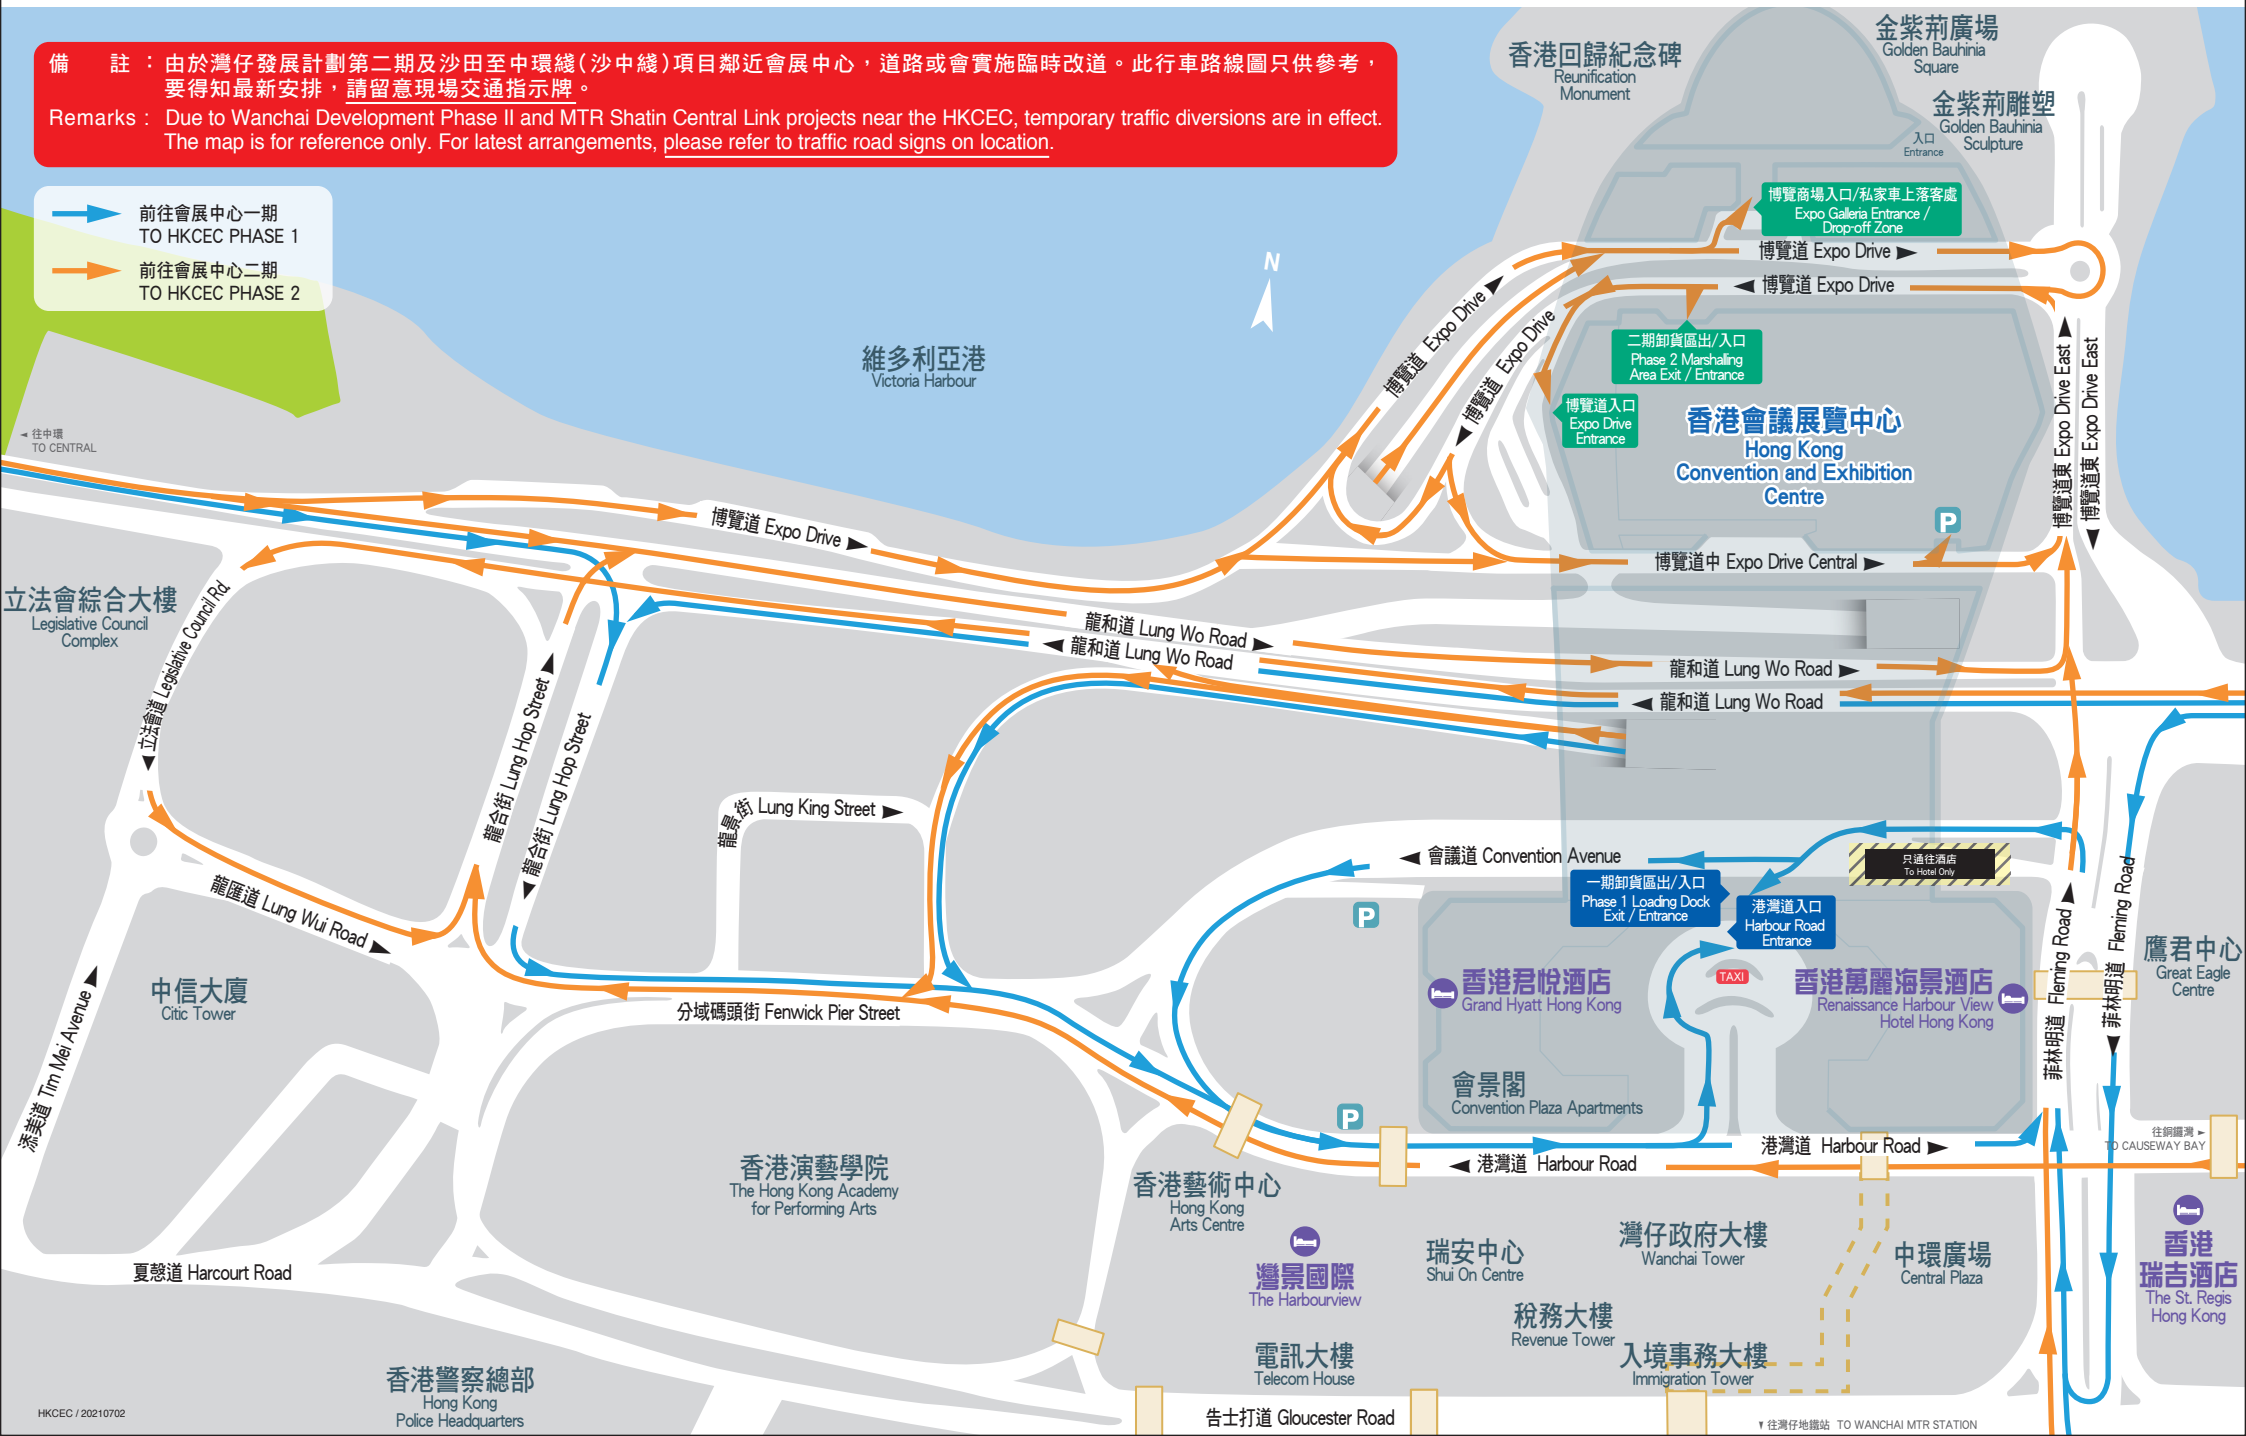 備　註：由於灣仔發展計劃第二期及沙田至中環綫(沙中綫)項目鄰近會展中心，道路或會實施臨時改道。此行車路線圖只供參考，
要得知最新安排，請留意現場交通指示牌。
Remarks : Due to Wanchai Development Phase II and MTR Shatin Central Link projects near the HKCEC, temporary traffic diversions are in effect.
The map is for reference only. For latest arrangements, please refer to traffic road signs on location.
前往會展中心一期
TO HKCEC PHASE 1
前往會展中心二期
TO HKCEC PHASE 2
香港回歸紀念碑
Reunification
Monument
金紫荊廣場
Golden Bauhinia
Square
金紫荊雕塑
Golden Bauhinia
Sculpture
入口
Entrance
博覽商場入口/私家車上落客處
Expo Galleria Entrance /
Drop-off Zone
博覽道 Expo Drive
博覽道 Expo Drive
N
博覽道 Expo Drive
博覽道 Expo Drive
維多利亞港
Victoria Harbour
二期卸貨區出/入口
Phase 2 Marshalling
Area Exit / Entrance
博覽道入口
Expo Drive
Entrance
香港會議展覽中心
Hong Kong
Convention and Exhibition
Centre
博覽道東 Expo Drive East
博覽道東 Expo Drive East
P
往中環
TO CENTRAL
博覽道 Expo Drive
博覽道中 Expo Drive Central
立法會綜合大樓
Legislative Council
Complex
立法會道 Legislative Council Rd.
龍和道 Lung Wo Road
龍和道 Lung Wo Road
龍和道 Lung Wo Road
龍和道 Lung Wo Road
龍合街 Lung Hop Street
龍合街 Lung Hop Street
龍景街 Lung King Street
會議道 Convention Avenue
只通往酒店
To Hotel Only
一期卸貨區出/入口
Phase 1 Loading Dock
Exit / Entrance
港灣道入口
Harbour Road
Entrance
P
龍匯道 Lung Wui Road
菲林明道 Fleming Road
菲林明道 Fleming Road
鷹君中心
Great Eagle
Centre
中信大廈
Citic Tower
添美道 Tim Mei Avenue
分域碼頭街 Fenwick Pier Street
香港君悅酒店
Grand Hyatt Hong Kong
TAXI
香港萬麗海景酒店
Renaissance Harbour View
Hotel Hong Kong
會景閣
Convention Plaza Apartments
P
港灣道 Harbour Road
港灣道 Harbour Road
往銅鑼灣
TO CAUSEWAY BAY
香港演藝學院
The Hong Kong Academy
for Performing Arts
香港藝術中心
Hong Kong
Arts Centre
灣景國際
The Harbourview
瑞安中心
Shui On Centre
灣仔政府大樓
Wanchai Tower
中環廣場
Central Plaza
香港
瑞吉酒店
The St. Regis
Hong Kong
夏慤道 Harcourt Road
稅務大樓
Revenue Tower
電訊大樓
Telecom House
入境事務大樓
Immigration Tower
香港警察總部
Hong Kong
Police Headquarters
告士打道 Gloucester Road
往灣仔地鐵站 TO WANCHAI MTR STATION
HKCEC / 20210702